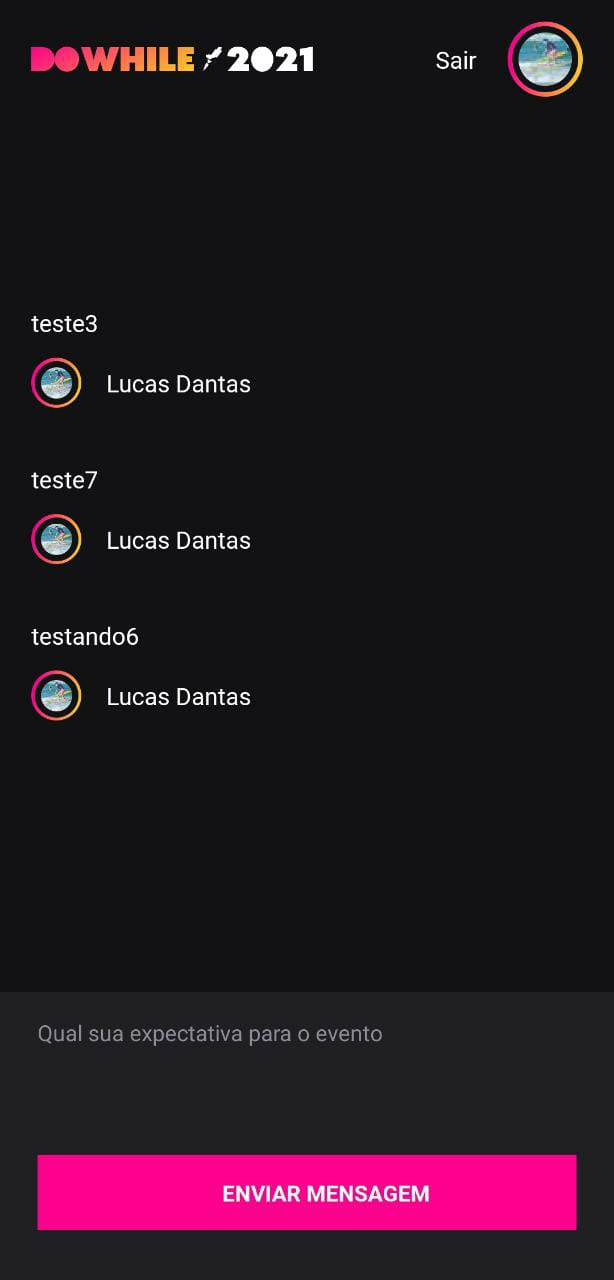 DOWHILE 2021
Sair
teste3
Lucas Dantas
teste7
Lucas Dantas
testando6
Lucas Dantas
Qual sua expectativa para o evento
ENVIAR MENSAGEM